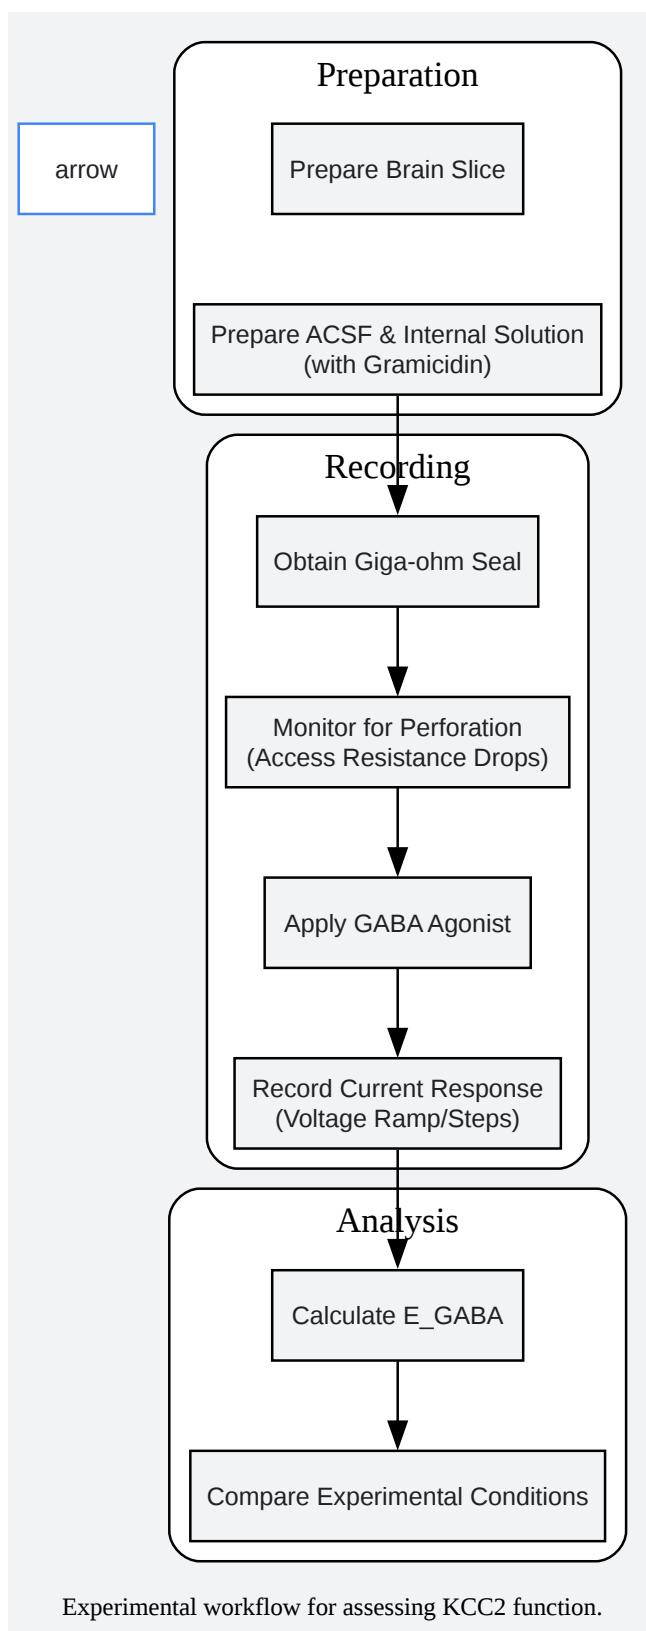 Preparation
arrow
Prepare Brain Slice
Prepare ACSF & Internal Solution
(with Gramicidin)
Recording
Obtain Giga-ohm Seal
Monitor for Perforation
(Access Resistance Drops)
Apply GABA Agonist
Record Current Response
(Voltage Ramp/Steps)
Analysis
Calculate E_GABA
Compare Experimental Conditions
Experimental workflow for assessing KCC2 function.